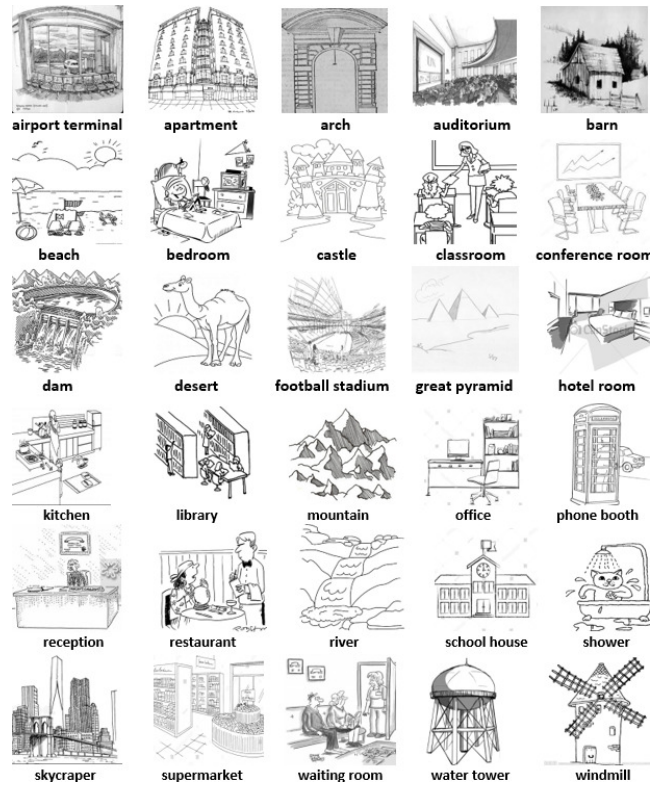 airport terminal
apartment
arch
auditorium
barn
beach
bedroom
castle
classroom
conference room
dam
desert
football stadium
great pyramid
hotel room
kitchen
library
mountain
office
phone booth
reception
restaurant
river
school house
shower
skycraper
supermarket
waiting room
water tower
windmill